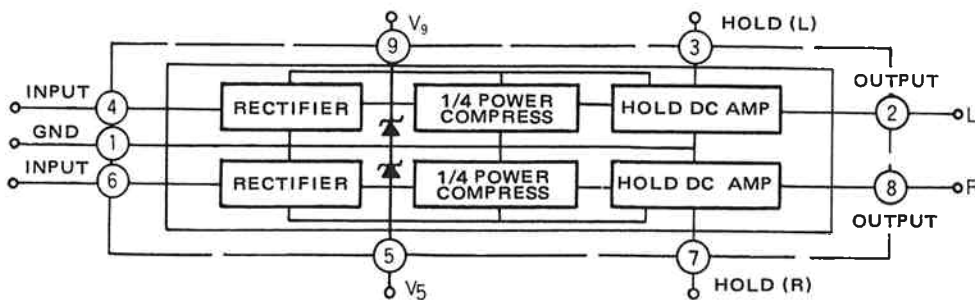 V9
HOLD (L)
9
3
INPUT
OUTPUT
4
RECTIFIER
1/4 POWER
COMPRESS
HOLD DC AMP
2
L
GND
1
INPUT
6
RECTIFIER
1/4 POWER
COMPRESS
HOLD DC AMP
8
R
OUTPUT
5
7
V5
HOLD (R)